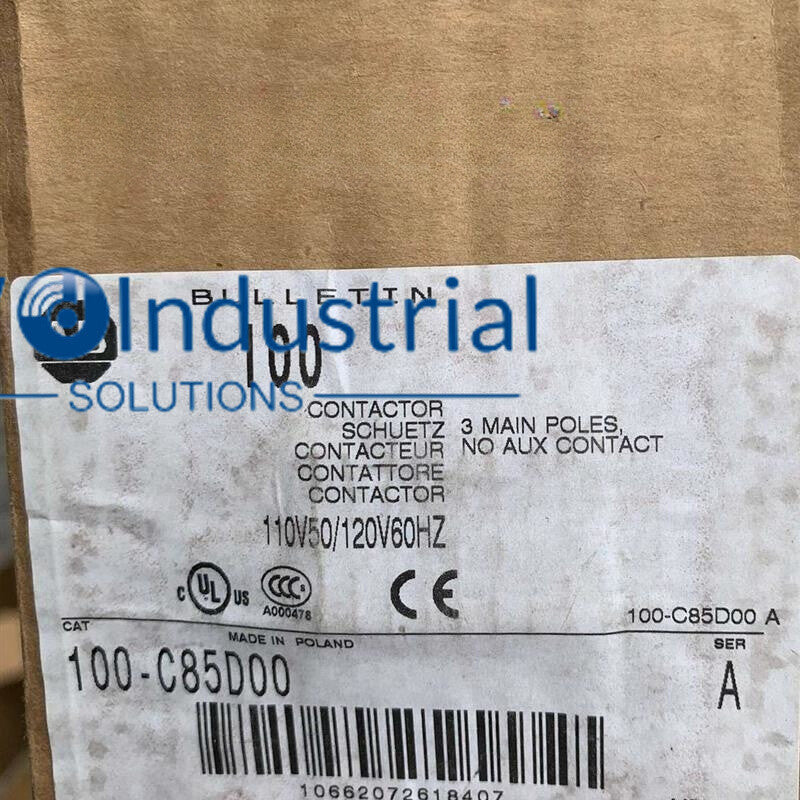 BULLETIN
Industrial
100
SOLUTIONS
CONTACTOR
SCHUETZ 3 MAIN POLES,
CONTACTEUR NO AUX CONTACT
CONTATTORE
CONTACTOR
110V50/120V60HZ
C UL US CCC S CE
A000478
100-C85D00 A
CAT MADE IN POLAND SER
100-C85D00 A
10662072618407